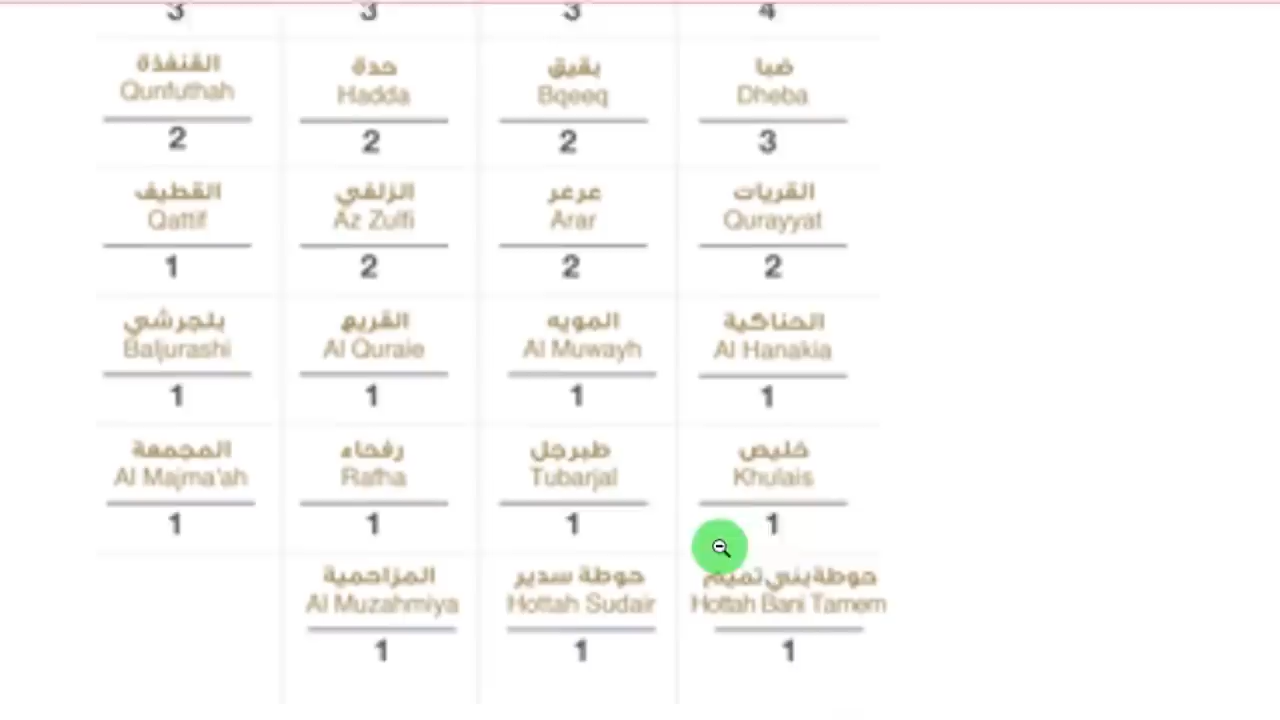 3 3 3 4
القنفذة حدة بقيق ضبا
Qunfuthah Hadda Bqeeq Dheba
2 2 2 3
القطيف الزلفي عرعر القريات
Qattif Az Zulfi Arar Qurayyat
1 2 2 2
بلجرشي القريع المويه الحناكية
Baljurashi Al Quraie Al Muwayh Al Hanakia
1 1 1 1
المجمعة رفحاء طبرجل خليص
Al Majma'ah Rafha Tubarjal Khulais
1 1 1 1
المزاحمية حوطة سدير حوطة بني تميم
Al Muzahmiya Hottah Sudair Hottah Bani Tamem
1 1 1